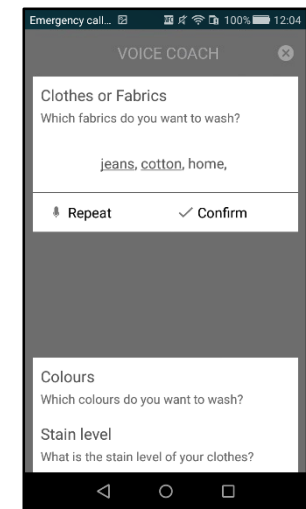 Emergency call... 100% 12:04
VOICE COACH
Clothes or Fabrics
Which fabrics do you want to wash?
jeans, cotton, home,
Repeat Confirm
Colours
Which colours do you want to wash?
Stain level
What is the stain level of your clothes?